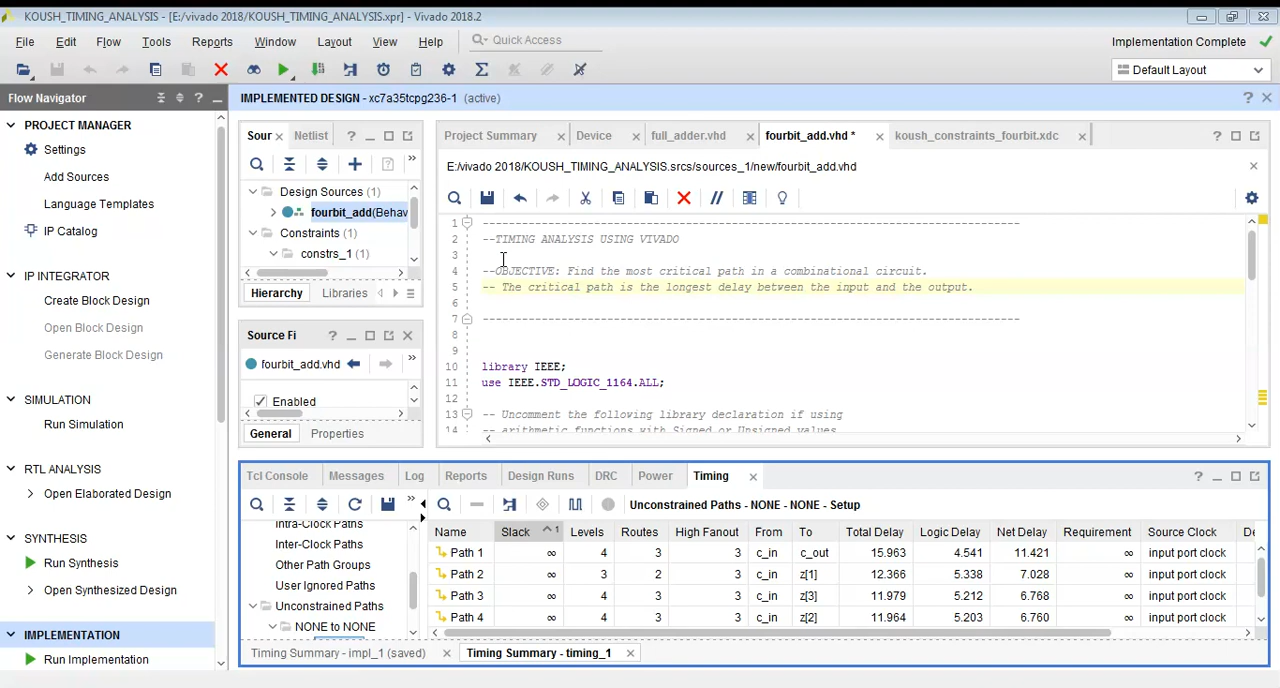 KOUSH_TIMING_ANALYSIS - [E:/vivado 2018/KOUSH_TIMING_ANALYSIS.xpr] - Vivado 2018.2
File Edit Flow Tools Reports Window Layout View Help Quick Access
Implementation Complete
Default Layout
Flow Navigator
PROJECT MANAGER
Settings
Add Sources
Language Templates
IP Catalog
IP INTEGRATOR
Create Block Design
Open Block Design
Generate Block Design
SIMULATION
Run Simulation
RTL ANALYSIS
Open Elaborated Design
SYNTHESIS
Run Synthesis
Open Synthesized Design
IMPLEMENTATION
Run Implementation
IMPLEMENTED DESIGN - xc7a35tcpg236-1 (active)
Sour Netlist
Design Sources (1)
fourbit_add(Behav
Constraints (1)
constrs_1 (1)
Hierarchy Libraries
Source Fi
fourbit_add.vhd
Enabled
General Properties
Project Summary Device full_adder.vhd fourbit_add.vhd * koush_constraints_fourbit.xdc
E:/vivado 2018/KOUSH_TIMING_ANALYSIS.srcs/sources_1/new/fourbit_add.vhd
1 --------------------------------------------------------------------------------
2 --TIMING ANALYSIS USING VIVADO
3
4 --OBJECTIVE: Find the most critical path in a combinational circuit.
5 -- The critical path is the longest delay between the input and the output.
6
7 --------------------------------------------------------------------------------
8
9
10 library IEEE;
11 use IEEE.STD_LOGIC_1164.ALL;
12
13 -- Uncomment the following library declaration if using
14 -- arithmetic functions with Signed or Unsigned values
Tcl Console Messages Log Reports Design Runs DRC Power Timing
Unconstrained Paths - NONE - NONE - Setup
Intra-Clock Paths
Inter-Clock Paths
Other Path Groups
User Ignored Paths
Unconstrained Paths
NONE to NONE
Name Slack ^1 Levels Routes High Fanout From To Total Delay Logic Delay Net Delay Requirement Source Clock De
Path 1 ∞ 4 3 3 c_in c_out 15.963 4.541 11.421 ∞ input port clock
Path 2 ∞ 3 2 3 c_in z[1] 12.366 5.338 7.028 ∞ input port clock
Path 3 ∞ 4 3 3 c_in z[3] 11.979 5.212 6.768 ∞ input port clock
Path 4 ∞ 4 3 3 c_in z[2] 11.964 5.203 6.760 ∞ input port clock
Timing Summary - impl_1 (saved) Timing Summary - timing_1